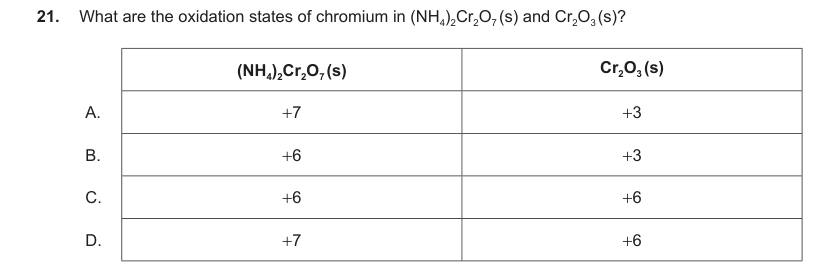 21. What are the oxidation states of chromium in (NH₄)₂Cr₂O₇(s) and Cr₂O₃(s)?
(NH₄)₂Cr₂O₇(s) Cr₂O₃(s)
A. +7 +3
B. +6 +3
C. +6 +6
D. +7 +6